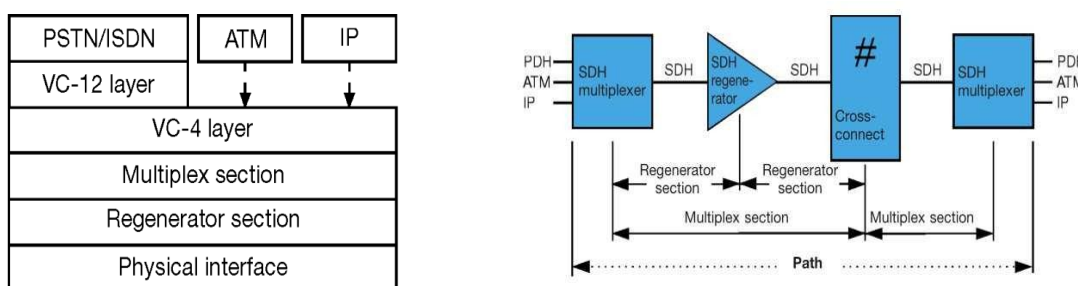 PSTN/ISDN
ATM
IP
VC-12 layer
VC-4 layer
Multiplex section
Regenerator section
Physical interface
PDH
ATM
IP
SDH
multiplexer
SDH
SDH
regene-
rator
SDH
#
Cross-
connect
SDH
SDH
multiplexer
ATM
IP
Regenerator
section
Regenerator
section
Multiplex section
Multiplex section
Path